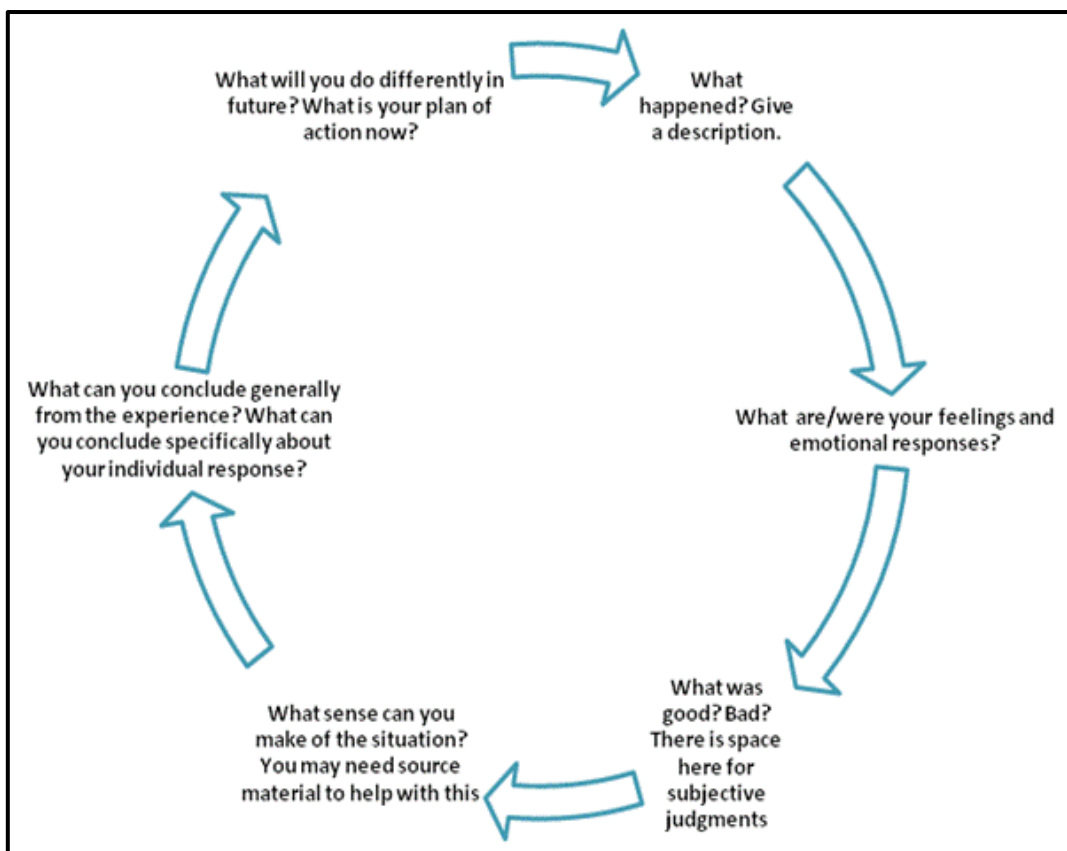 What will you do differently in
future? What is your plan of
action now?
What
happened? Give
a description.
What are/were your feelings and
emotional responses?
What was
good? Bad?
There is space
here for
subjective
judgments
What sense can you
make of the situation?
You may need source
material to help with this
What can you conclude generally
from the experience? What can
you conclude specifically about
your individual response?